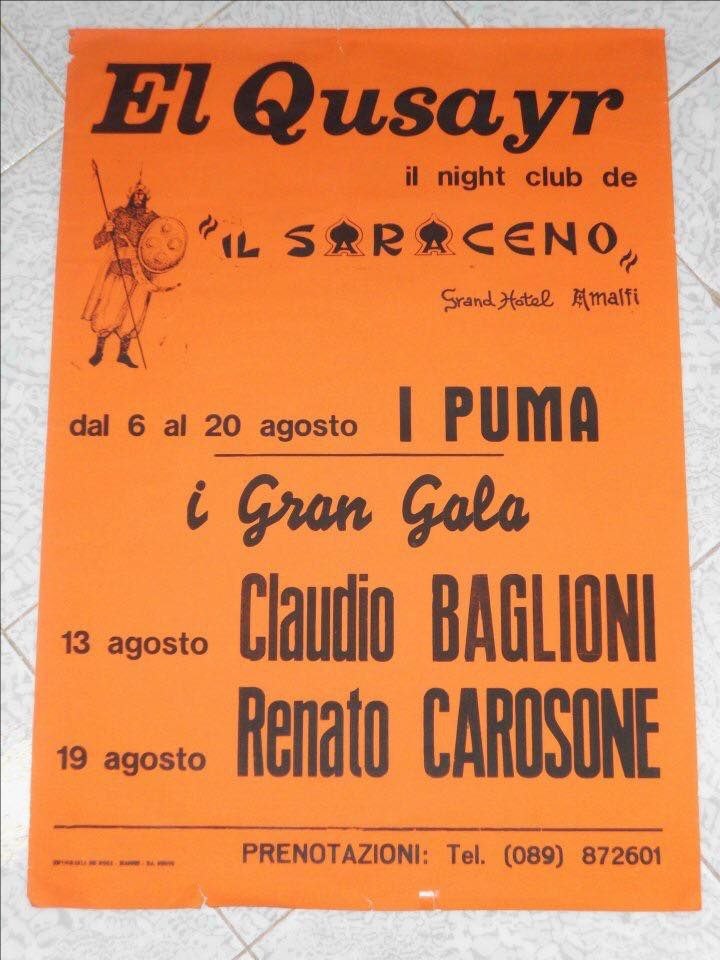 El Qusayr
il night club de
"IL SARACENO"
Grand Hotel Amalfi
dal 6 al 20 agosto I PUMA
i Gran Gala
13 agosto Claudio BAGLIONI
19 agosto Renato CAROSONE
PRENOTAZIONI: Tel. (089) 872601